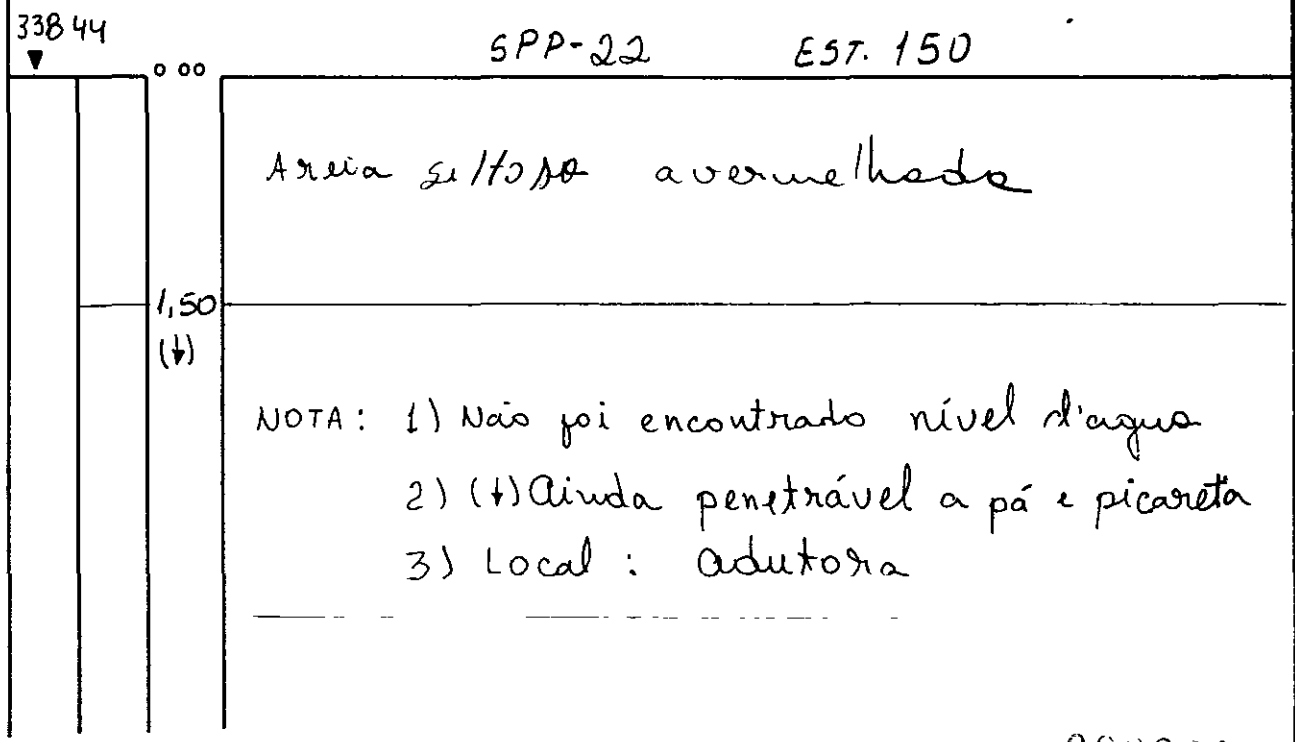 338 44
SPP-22 EST. 150
0 00
Areia siltosa avermelhada
1,50
(↓)
NOTA: 1) Não foi encontrado nível d'agua
2) (↓) Ainda penetrável a pá e picareta
3) Local: adutora